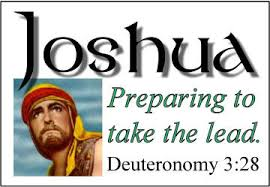 Joshua
Preparing to
take the lead.
Deuteronomy 3:28